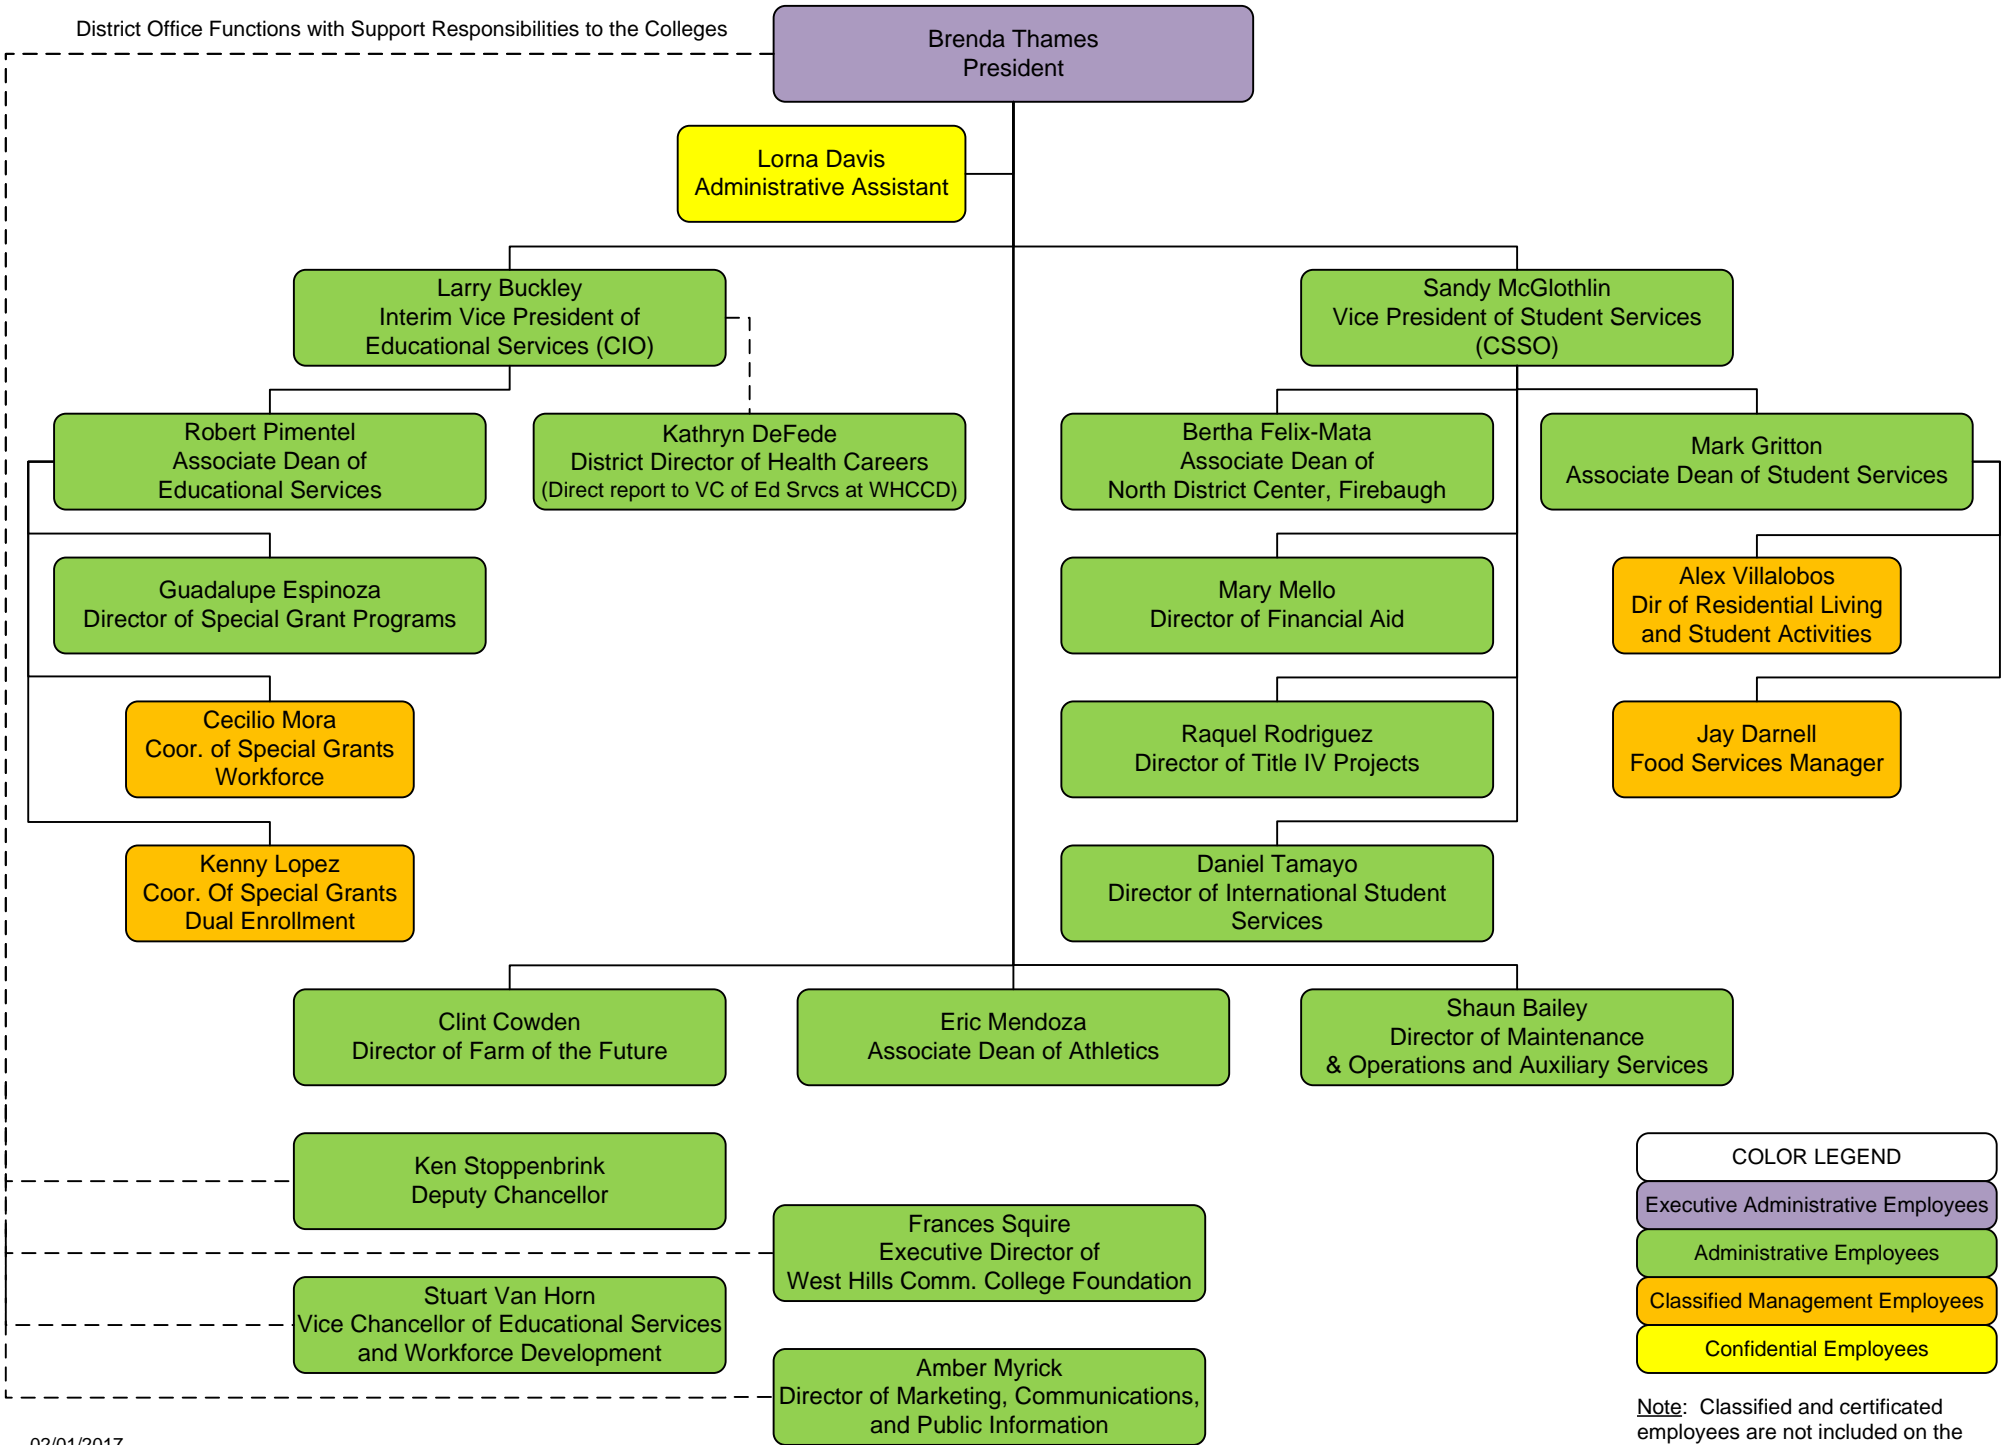 District Office Functions with Support Responsibilities to the Colleges
Brenda Thames
President
Lorna Davis
Administrative Assistant
Larry Buckley
Interim Vice President of
Educational Services (CIO)
Sandy McGlothlin
Vice President of Student Services
(CSSO)
Robert Pimentel
Associate Dean of
Educational Services
Kathryn DeFede
District Director of Health Careers
(Direct report to VC of Ed Srvcs at WHCCD)
Bertha Felix-Mata
Associate Dean of
North District Center, Firebaugh
Mark Gritton
Associate Dean of Student Services
Guadalupe Espinoza
Director of Special Grant Programs
Mary Mello
Director of Financial Aid
Alex Villalobos
Dir of Residential Living
and Student Activities
Cecilio Mora
Coor. of Special Grants
Workforce
Raquel Rodriguez
Director of Title IV Projects
Jay Darnell
Food Services Manager
Kenny Lopez
Coor. Of Special Grants
Dual Enrollment
Daniel Tamayo
Director of International Student
Services
Clint Cowden
Director of Farm of the Future
Eric Mendoza
Associate Dean of Athletics
Shaun Bailey
Director of Maintenance
& Operations and Auxiliary Services
Ken Stoppenbrink
Deputy Chancellor
Frances Squire
Executive Director of
West Hills Comm. College Foundation
Stuart Van Horn
Vice Chancellor of Educational Services
and Workforce Development
Amber Myrick
Director of Marketing, Communications,
and Public Information
COLOR LEGEND
Executive Administrative Employees
Administrative Employees
Classified Management Employees
Confidential Employees
Note: Classified and certificated
employees are not included on the
02/01/2017